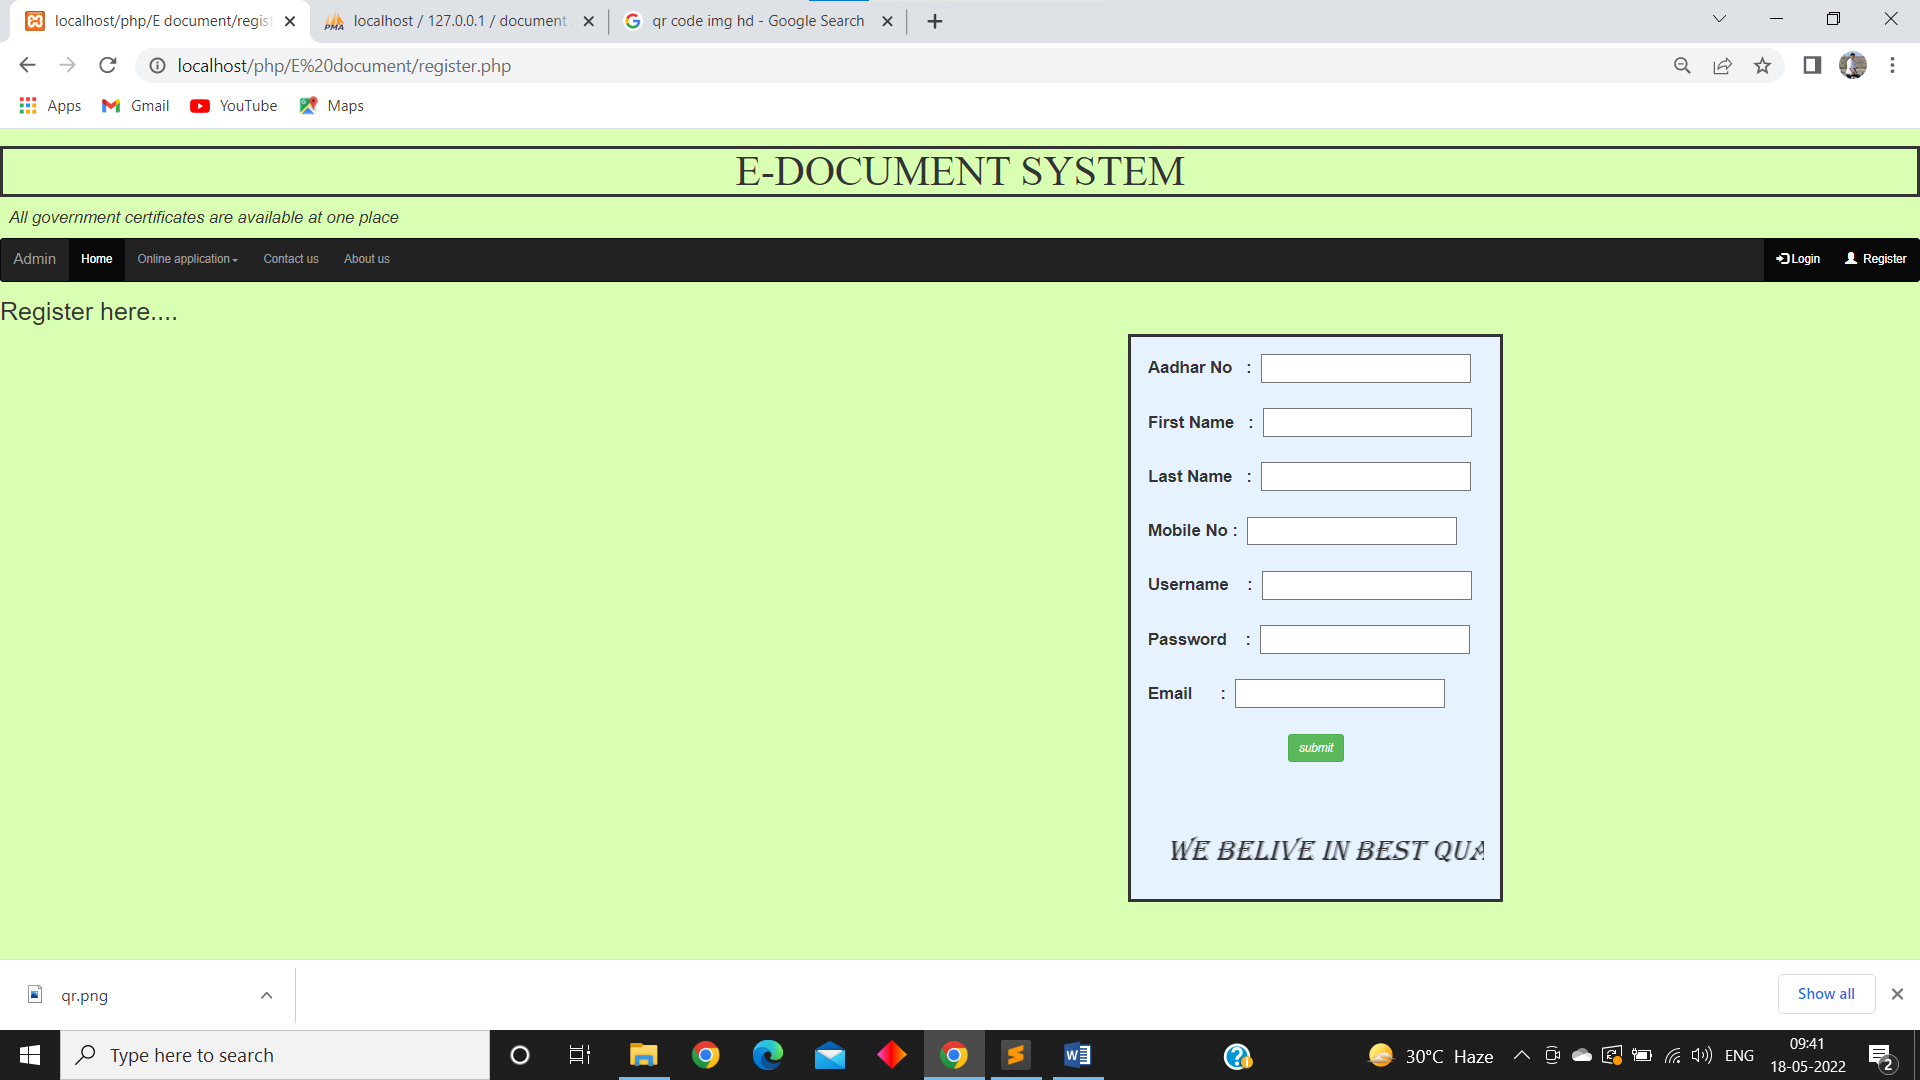 localhost/php/E document/regist
localhost / 127.0.0.1 / document
qr code img hd - Google Search
localhost/php/E%20document/register.php
Apps
Gmail
YouTube
Maps
E-DOCUMENT SYSTEM
All government certificates are available at one place
Admin
Home
Online application
Contact us
About us
Login
Register
Register here....
Aadhar No :
First Name :
Last Name :
Mobile No :
Username :
Password :
Email :
submit
WE BELIVE IN BEST QUA
qr.png
Show all
Type here to search
30°C Haze
ENG
09:41
18-05-2022
2